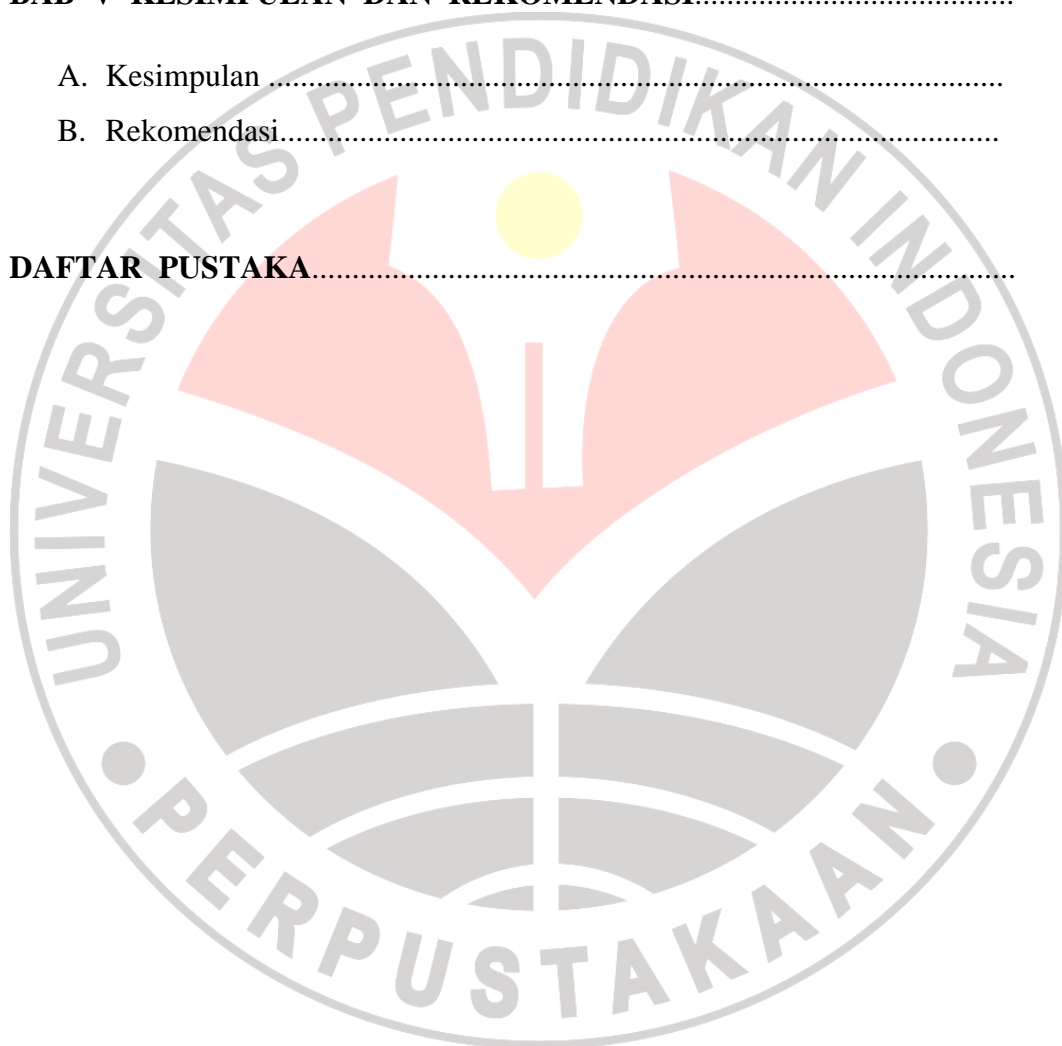 BAB V KESIMPULAN DAN REKOMENDASI........................................
A. Kesimpulan ...........................................................................................
B. Rekomendasi.........................................................................................
DAFTAR PUSTAKA.......................................................................................
UNIVERSITAS PENDIDIKAN INDONESIA
PERPUSTAKAAN